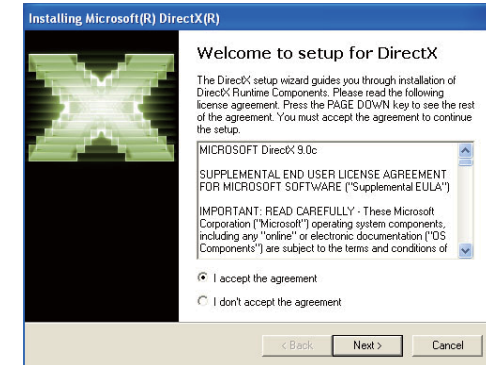 Installing Microsoft(R) DirectX(R)
Welcome to setup for DirectX
The DirectX setup wizard guides you through installation of
DirectX Runtime Components. Please read the following
license agreement. Press the PAGE DOWN key to see the rest
of the agreement. You must accept the agreement to continue
the setup.
MICROSOFT DirectX 9.0c
SUPPLEMENTAL END USER LICENSE AGREEMENT
FOR MICROSOFT SOFTWARE ("Supplemental EULA")
IMPORTANT: READ CAREFULLY - These Microsoft
Corporation ("Microsoft") operating system components,
including any "online" or electronic documentation ("OS
Components") are subject to the terms and conditions of
I accept the agreement
I don't accept the agreement
< Back
Next >
Cancel